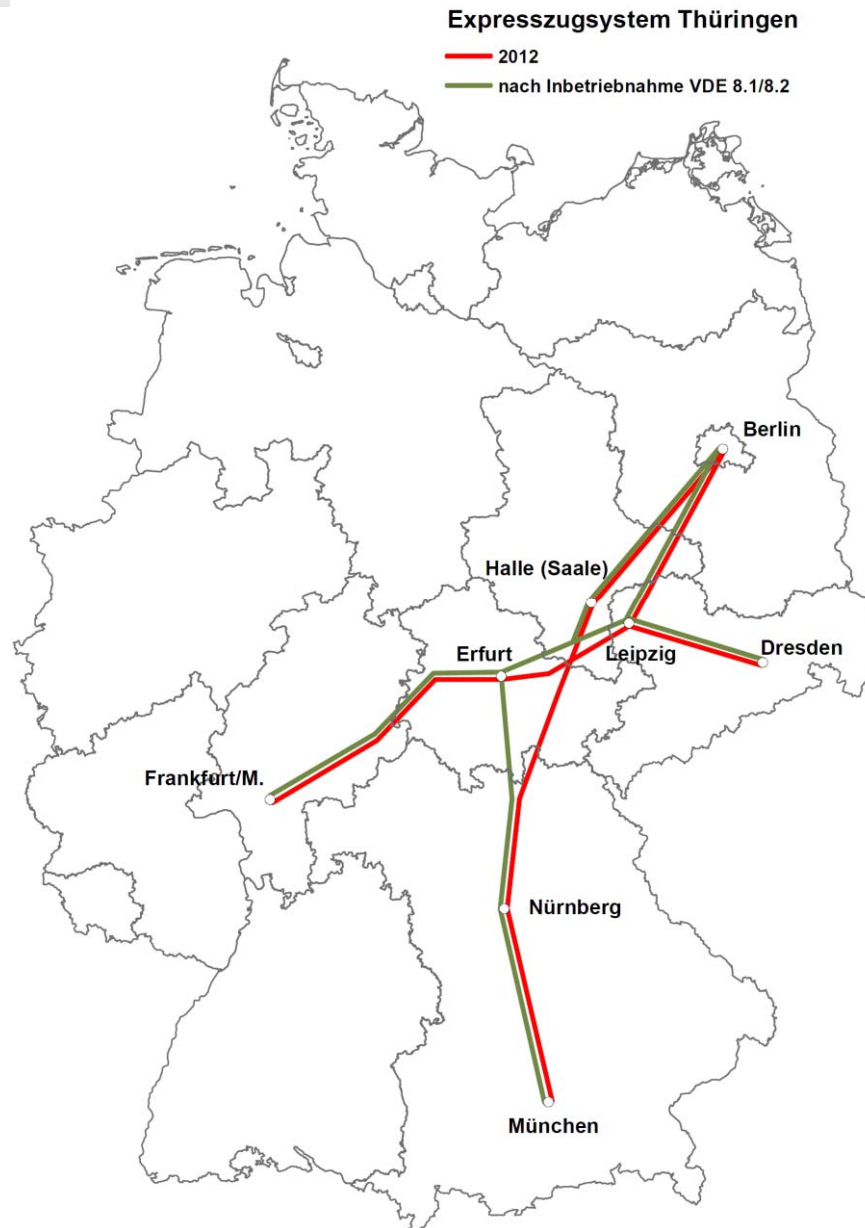 Expresszugsystem Thüringen
2012
nach Inbetriebnahme VDE 8.1/8.2
Berlin
Halle (Saale)
Erfurt
Leipzig
Dresden
Frankfurt/M.
Nürnberg
München